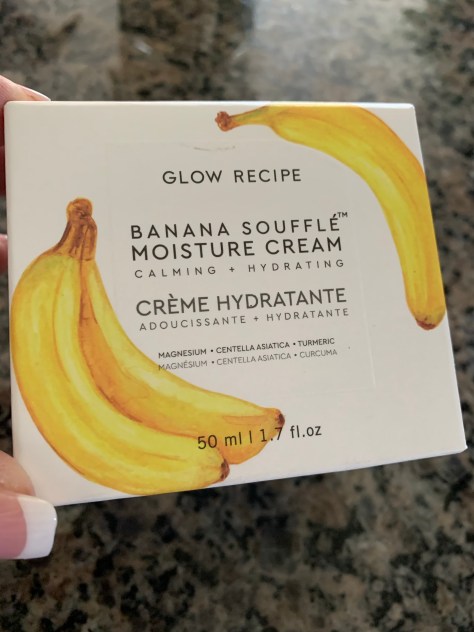 GLOW RECIPE
BANANA SOUFFLÉ™
MOISTURE CREAM
CALMING + HYDRATING
CRÈME HYDRATANTE
ADOUCISSANTE + HYDRATANTE
MAGNESIUM • CENTELLA ASIATICA • TURMERIC
MAGNÉSIUM • CENTELLA ASIATICA • CURCUMA
50 ml | 1.7 fl.oz